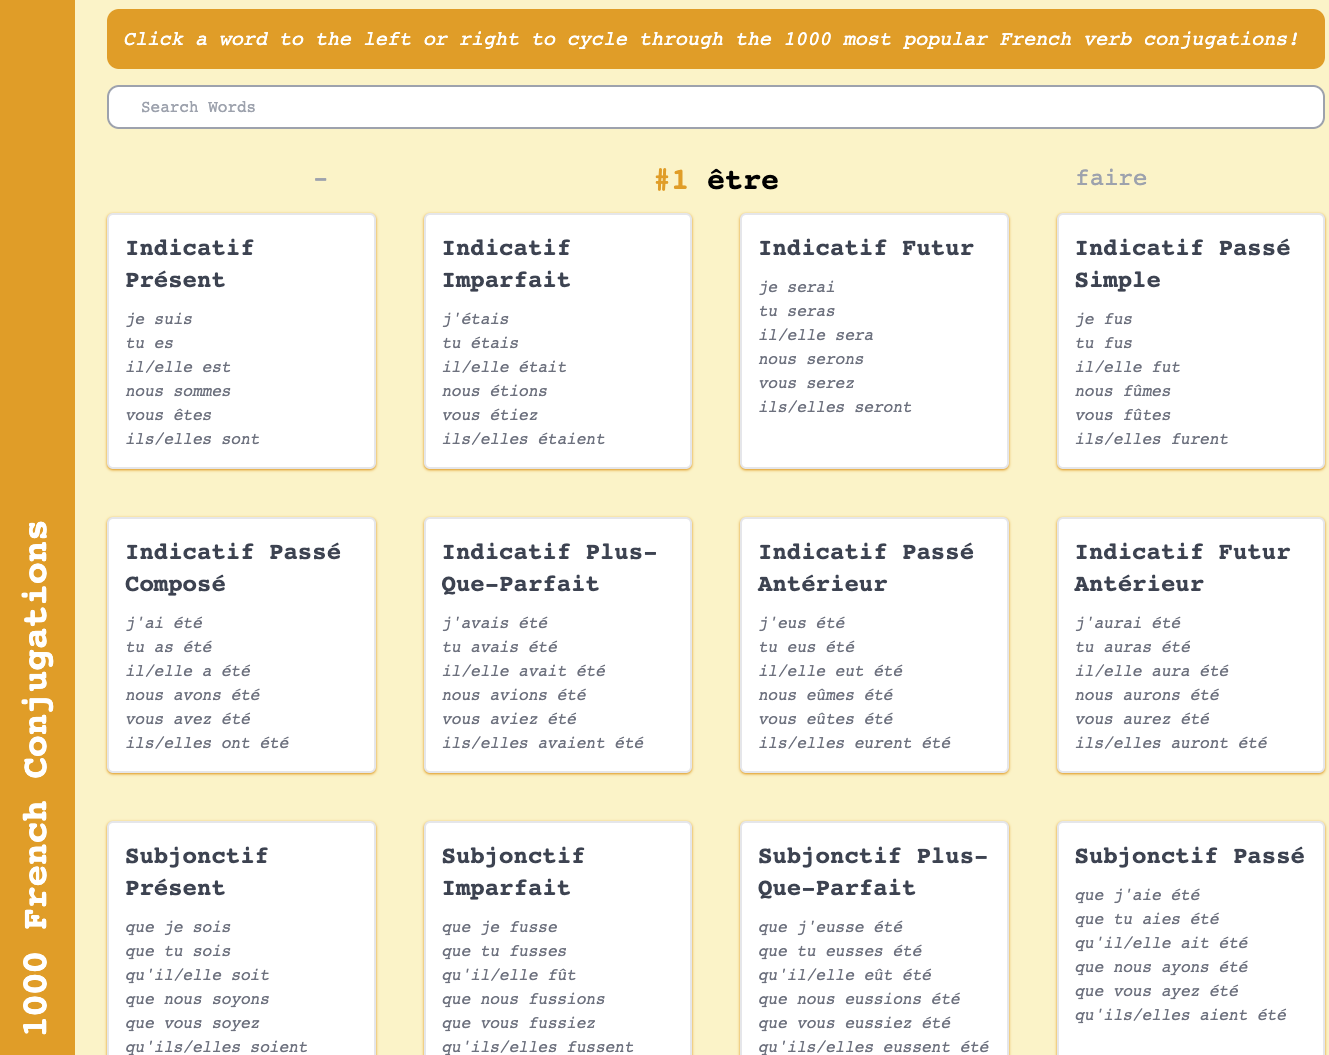 1000 French Conjugations
Click a word to the left or right to cycle through the 1000 most popular French verb conjugations!
Search Words
–
#1 être
faire
Indicatif
Présent
je suis
tu es
il/elle est
nous sommes
vous êtes
ils/elles sont
Indicatif
Imparfait
j'étais
tu étais
il/elle était
nous étions
vous étiez
ils/elles étaient
Indicatif Futur
je serai
tu seras
il/elle sera
nous serons
vous serez
ils/elles seront
Indicatif Passé
Simple
je fus
tu fus
il/elle fut
nous fûmes
vous fûtes
ils/elles furent
Indicatif Passé
Composé
j'ai été
tu as été
il/elle a été
nous avons été
vous avez été
ils/elles ont été
Indicatif Plus-
Que-Parfait
j'avais été
tu avais été
il/elle avait été
nous avions été
vous aviez été
ils/elles avaient été
Indicatif Passé
Antérieur
j'eus été
tu eus été
il/elle eut été
nous eûmes été
vous eûtes été
ils/elles eurent été
Indicatif Futur
Antérieur
j'aurai été
tu auras été
il/elle aura été
nous aurons été
vous aurez été
ils/elles auront été
Subjonctif
Présent
que je sois
que tu sois
qu'il/elle soit
que nous soyons
que vous soyez
qu'ils/elles soient
Subjonctif
Imparfait
que je fusse
que tu fusses
qu'il/elle fût
que nous fussions
que vous fussiez
qu'ils/elles fussent
Subjonctif Plus-
Que-Parfait
que j'eusse été
que tu eusses été
qu'il/elle eût été
que nous eussions été
que vous eussiez été
qu'ils/elles eussent été
Subjonctif Passé
que j'aie été
que tu aies été
qu'il/elle ait été
que nous ayons été
que vous ayez été
qu'ils/elles aient été